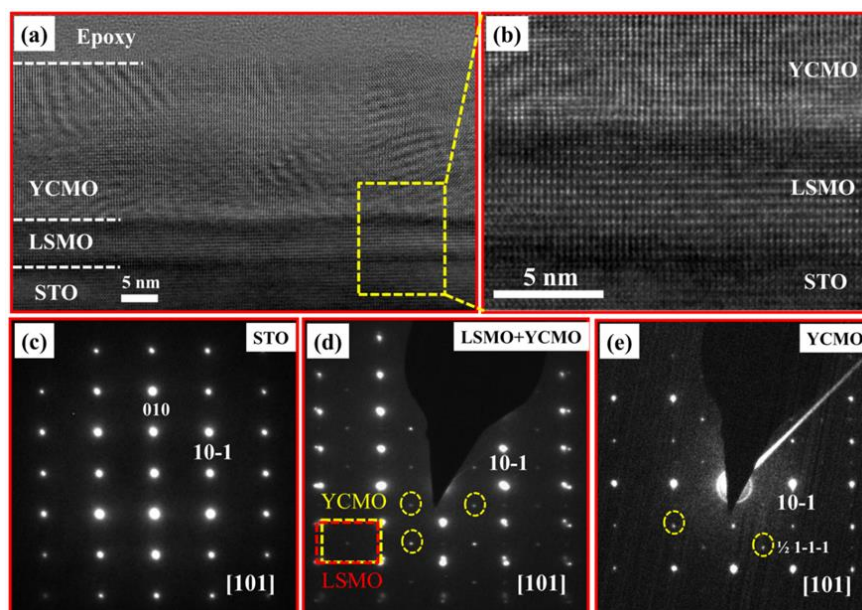 (a)
Epoxy
YCMO
LSMO
STO
5 nm
(b)
YCMO
LSMO
STO
5 nm
(c)
STO
010
10-1
[101]
(d)
LSMO+YCMO
10-1
YCMO
LSMO
[101]
(e)
YCMO
10-1
½ 1-1-1
[101]